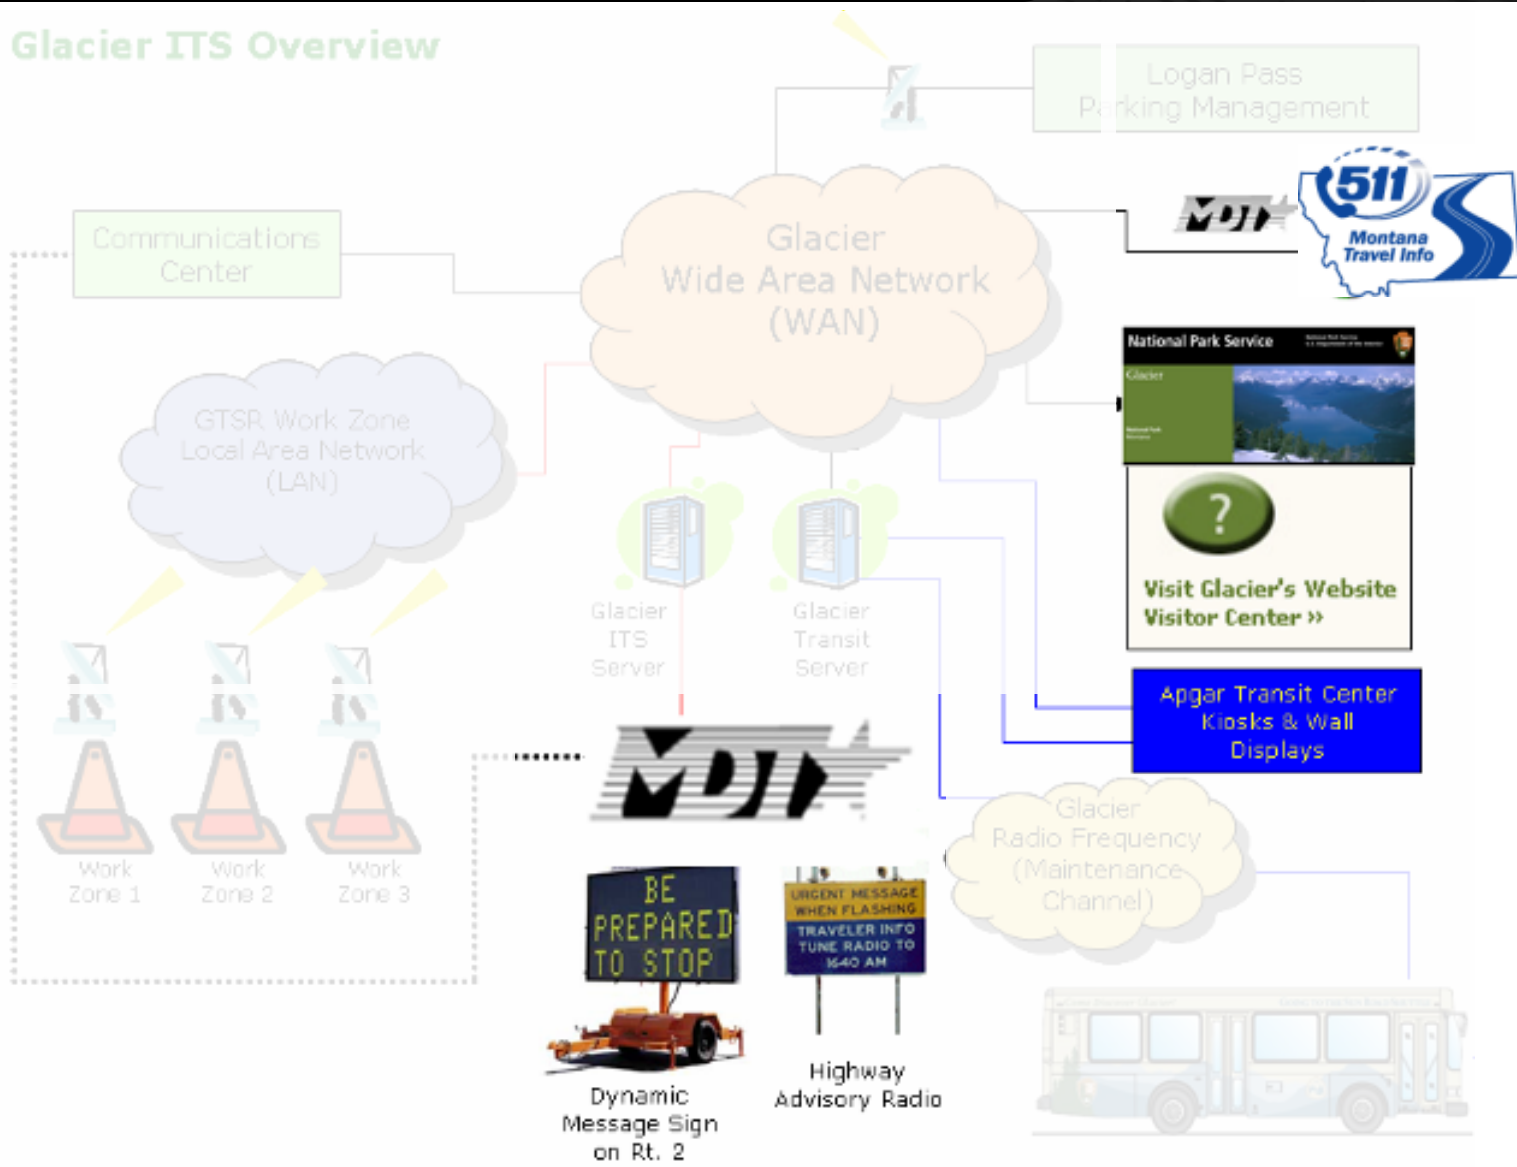 Glacier ITS Overview
Logan Pass
Parking Management
MDT
511
Montana
Travel Info
Communications
Center
Glacier
Wide Area Network
(WAN)
National Park Service
Glacier
GTSR Work Zone
Local Area Network
(LAN)
?
Visit Glacier's Website
Visitor Center »
Glacier
ITS
Server
Glacier
Transit
Server
Apgar Transit Center
Kiosks & Wall
Displays
MDT
Glacier
Radio Frequency
(Maintenance
Channel)
Work
Zone 1
Work
Zone 2
Work
Zone 3
BE
PREPARED
TO STOP
URGENT MESSAGE
WHEN FLASHING
TRAVELER INFO
TUNE RADIO TO
1640 AM
Dynamic
Message Sign
on Rt. 2
Highway
Advisory Radio